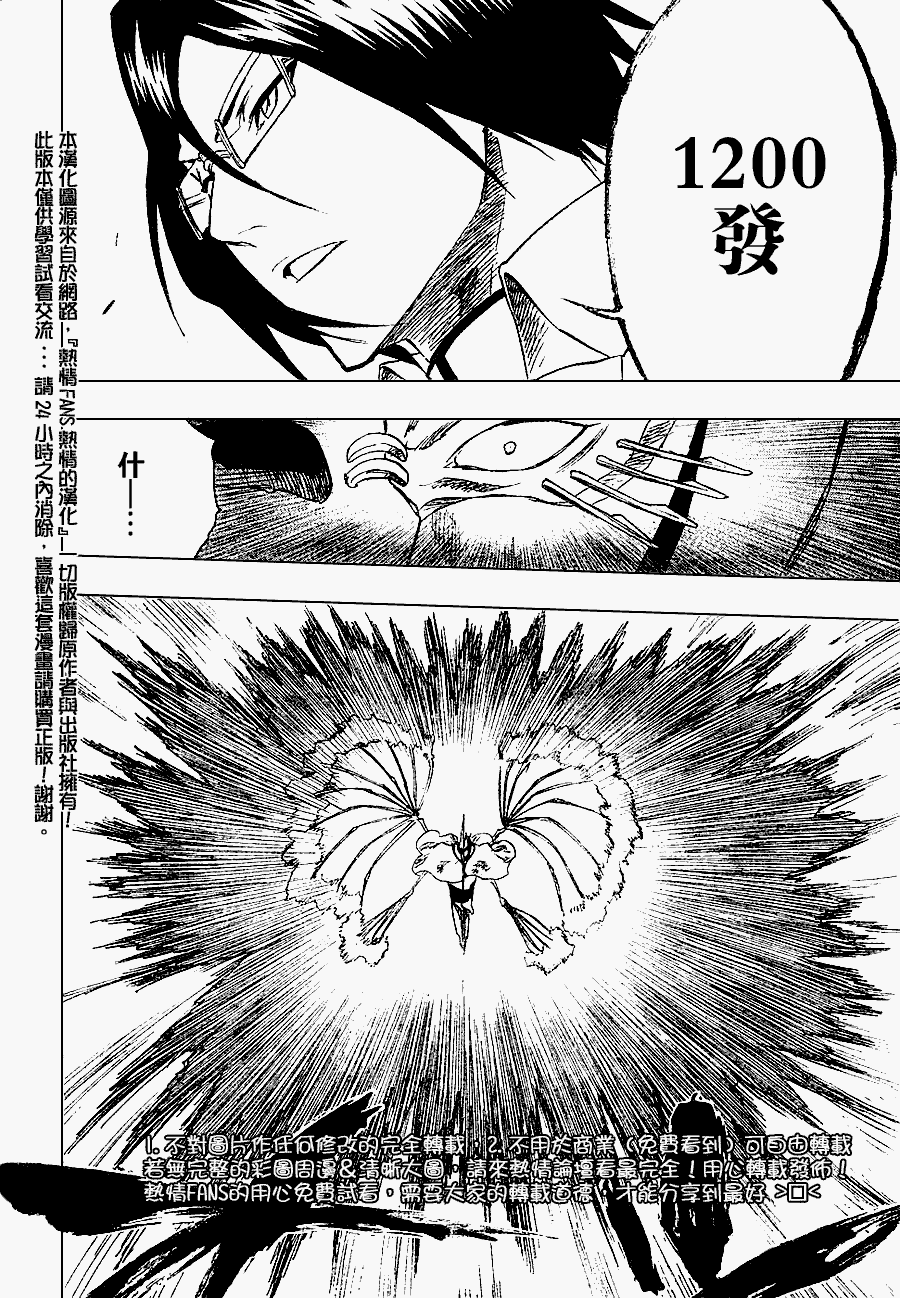 1200
發
什—…
本漢化圖源來自於網路,『熱情FANS 熱情的漢化』—一切版權歸原作者與出版社擁有!
此版本僅供學習試看交流… 請 24 小時之內消除,喜歡這套漫畫請購買正版!謝謝。
1. 不對圖片作任何修改的完全轉載,2. 不用於商業(免費看到)可自由轉載
若無完整的彩圖周漫&清晰大圖,請來熱情論壇看最完全!用心轉載發佈!
熱情FANS的用心免費試看,需要大家的轉載道德,才能分享到最好 >□<